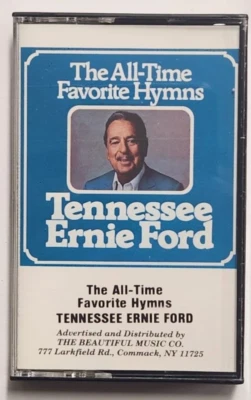 The All-Time
Favorite Hymns
Tennessee
Ernie Ford
The All-Time
Favorite Hymns
TENNESSEE ERNIE FORD
Advertised and Distributed by
THE BEAUTIFUL MUSIC CO.
777 Larkfield Rd., Commack, NY 11725